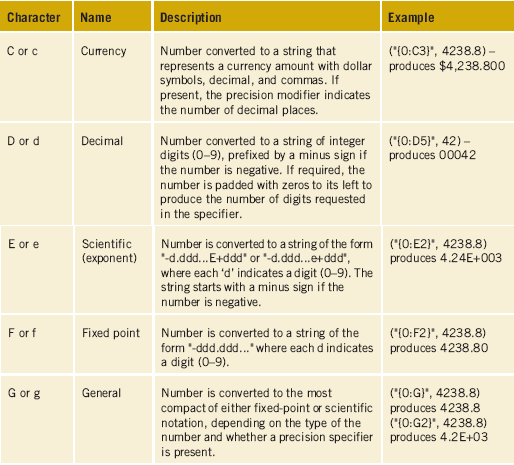 Character Name Description Example
C or c Currency Number converted to a string that ("{0:C3}", 4238.8) –
represents a currency amount with dollar produces $4,238.800
symbols, decimal, and commas. If
present, the precision modifier indicates
the number of decimal places.
D or d Decimal Number converted to a string of integer ("{0:D5}", 42) –
digits (0–9), prefixed by a minus sign if produces 00042
the number is negative. If required, the
number is padded with zeros to its left to
produce the number of digits requested
in the specifier.
E or e Scientific Number is converted to a string of the form ("{0:E2}", 4238.8)
(exponent) "-d.ddd...E+ddd" or "-d.ddd...e+ddd", produces 4.24E+003
where each ‘d’ indicates a digit (0–9). The
string starts with a minus sign if the
number is negative.
F or f Fixed point Number is converted to a string of the ("{0:F2}", 4238.8)
form "-ddd.ddd..." where each d indicates produces 4238.80
a digit (0–9).
G or g General Number is converted to the most ("{0:G}", 4238.8)
compact of either fixed-point or scientific produces 4238.8
notation, depending on the type of the ("{0:G2}", 4238.8)
number and whether a precision specifier produces 4.2E+03
is present.